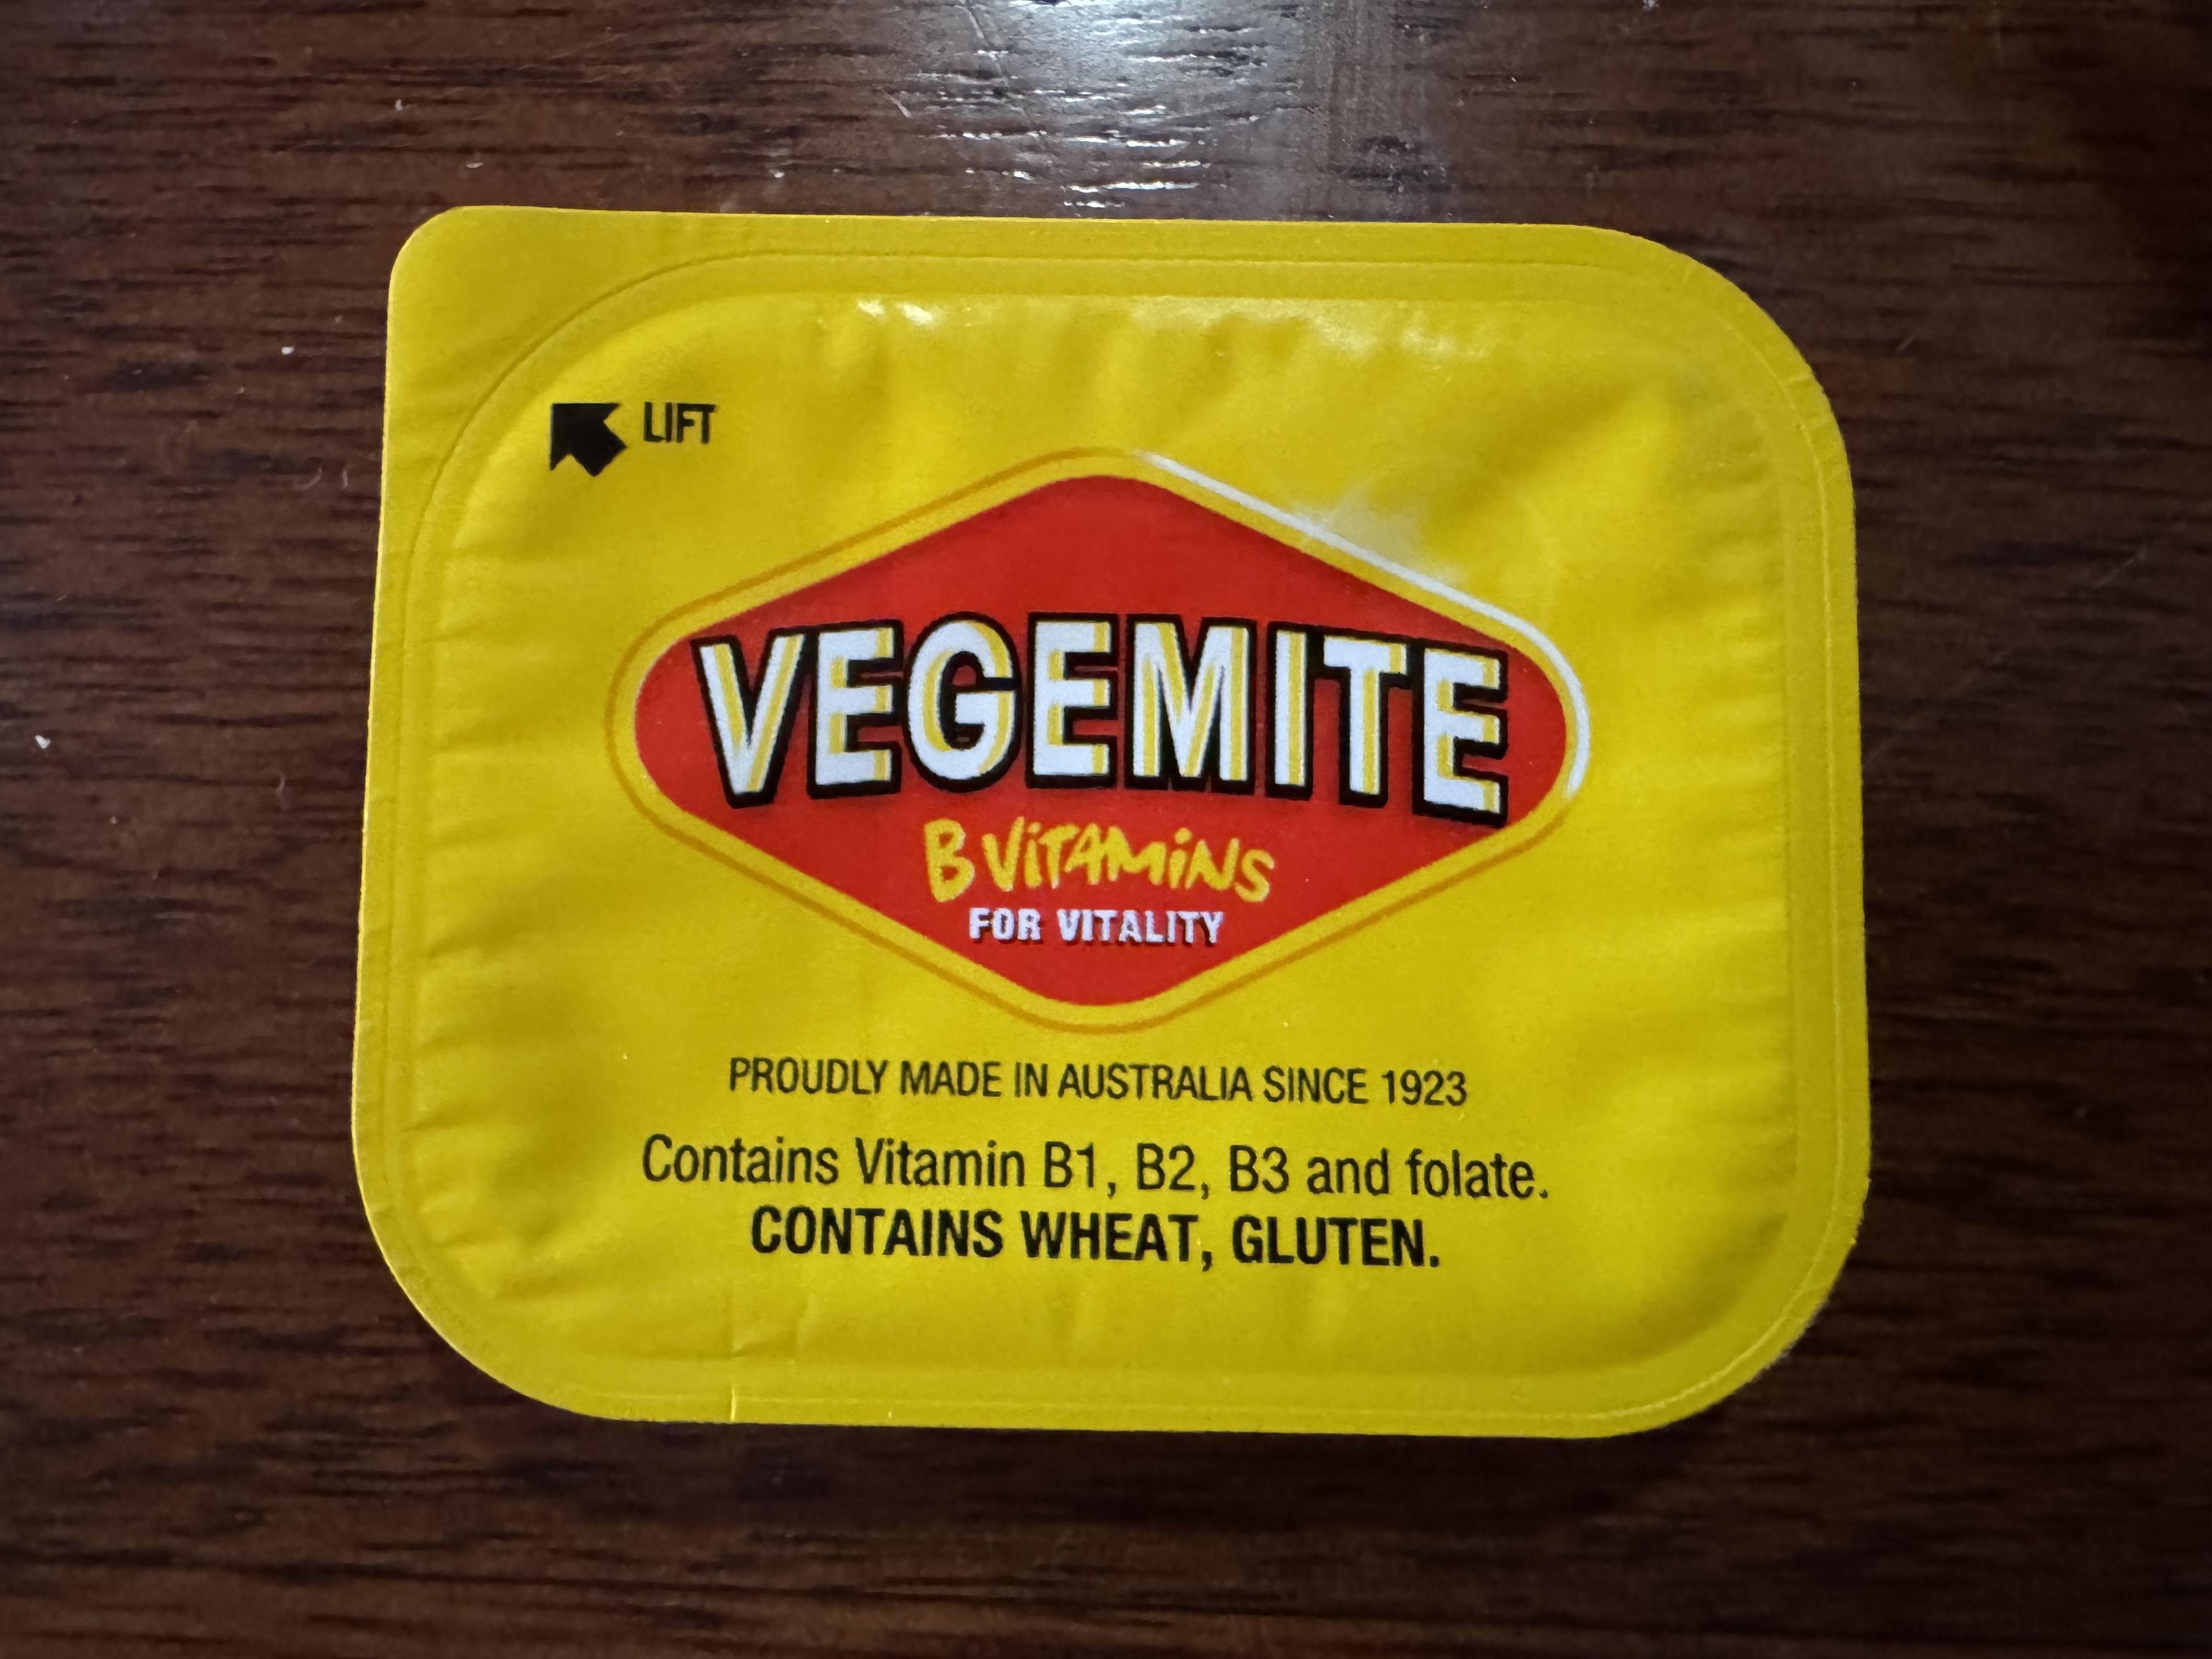 LIFT
VEGEMITE
B VITAMINS
FOR VITALITY
PROUDLY MADE IN AUSTRALIA SINCE 1923
Contains Vitamin B1, B2, B3 and folate.
CONTAINS WHEAT, GLUTEN.